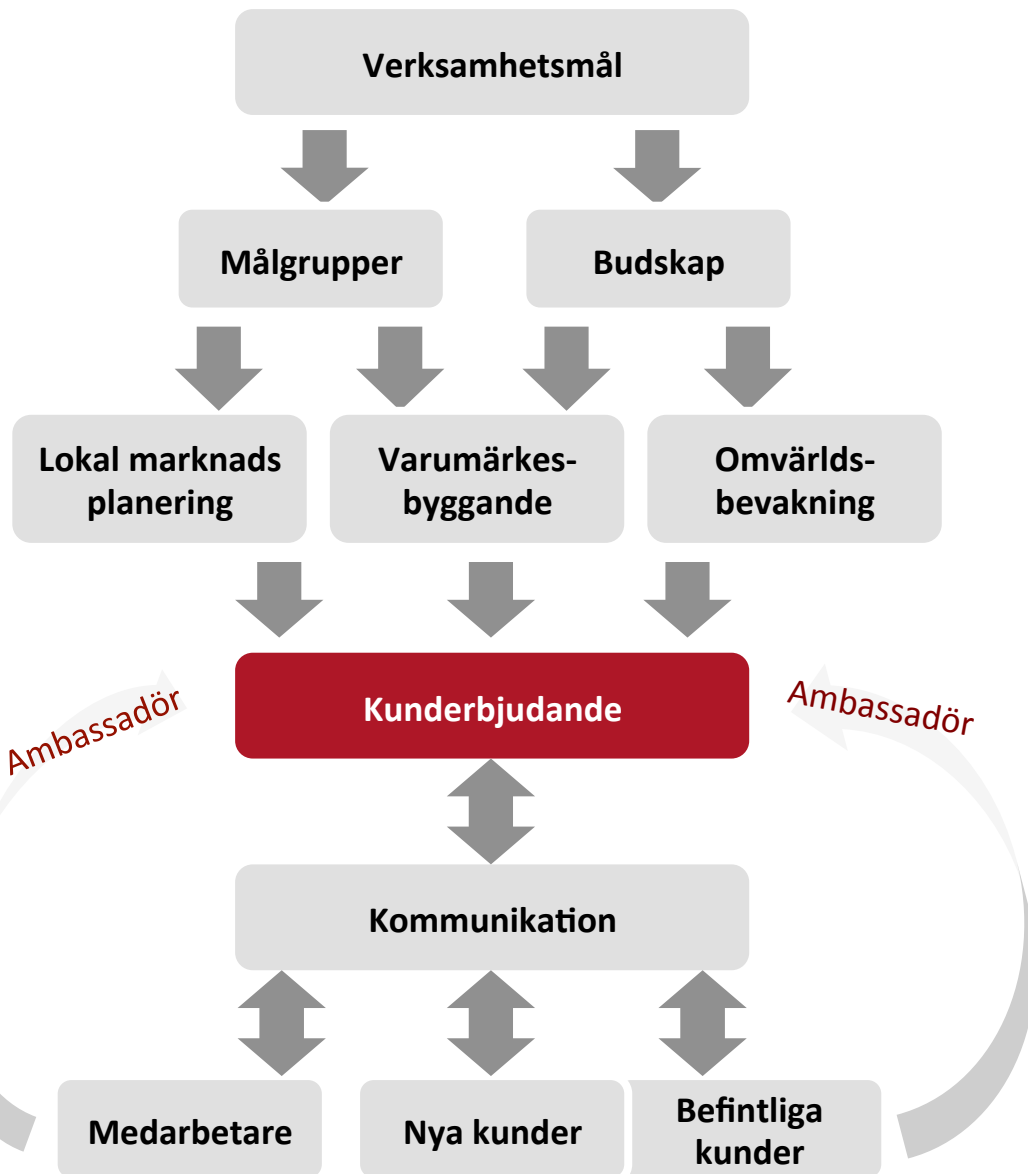 Verksamhetsmål
Målgrupper
Budskap
Lokal marknads
planering
Varumärkes-
byggande
Omvärlds-
bevakning
Ambassadör
Kunderbjudande
Ambassadör
Kommunikation
Medarbetare
Nya kunder
Befintliga
kunder